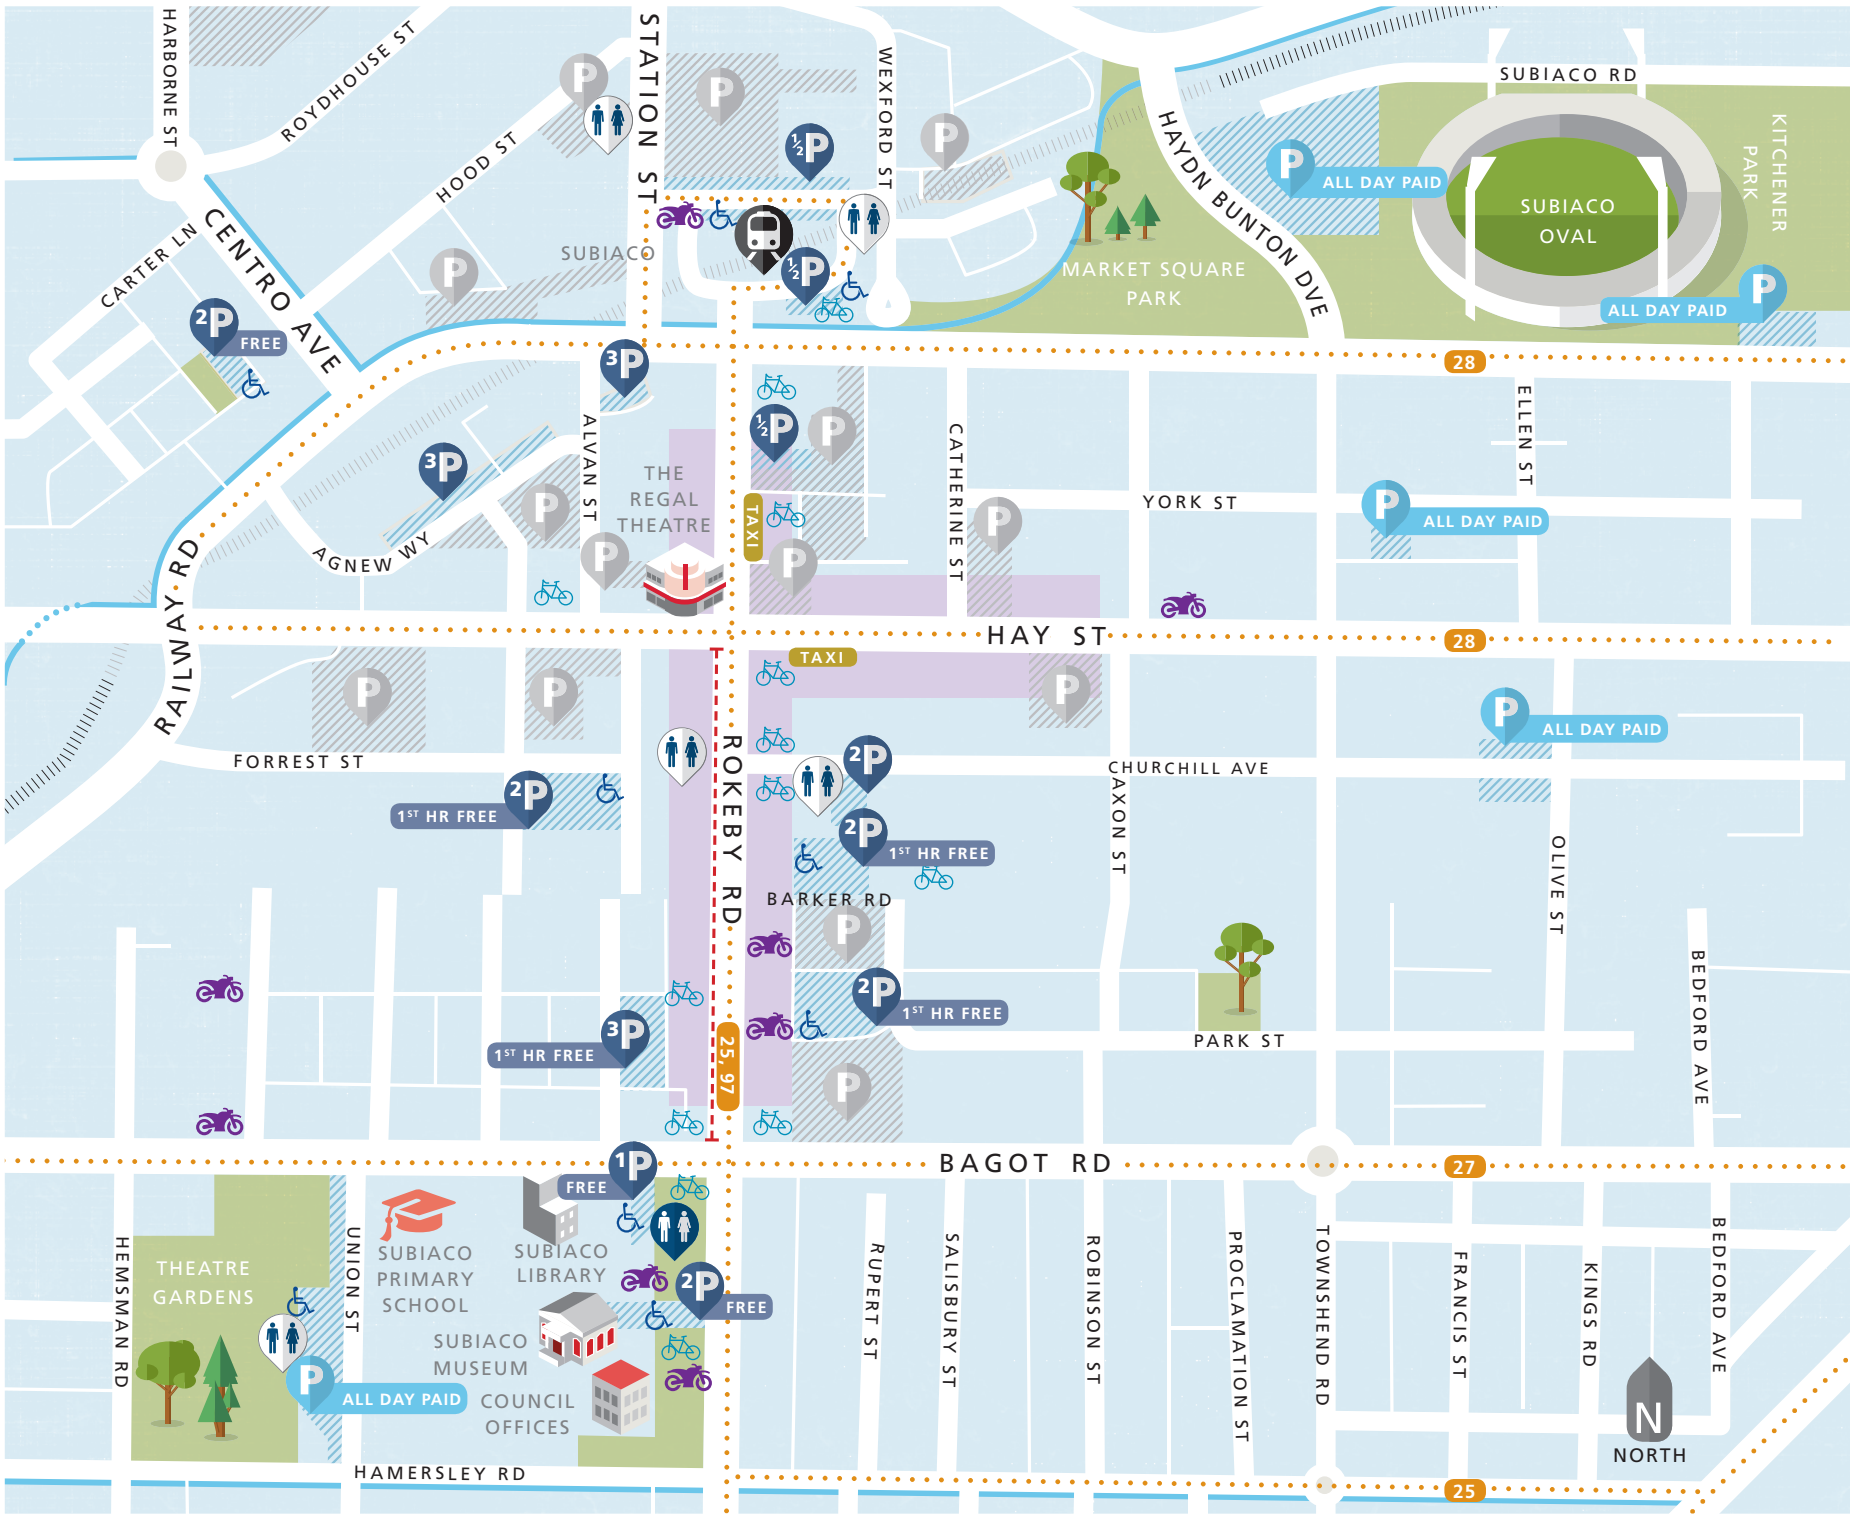 HARBORNE ST
ROYDHOUSE ST
STATION ST
HOOD ST
WEXFORD ST
SUBIACO RD
HAYDN BUNTON DVE
KITCHENER
PARK
P
P
P
½P
P
ALL DAY PAID
SUBIACO
OVAL
CENTRO AVE
CARTER LN
SUBIACO
P
½P
MARKET SQUARE
PARK
P
ALL DAY PAID
2P
FREE
3P
28
½P
P
3P
ALVAN ST
THE
REGAL
THEATRE
TAXI
CATHERINE ST
ELLEN ST
YORK ST
P
ALL DAY PAID
P
P
P
P
AGNEW WY
RAILWAY RD
HAY ST
28
TAXI
P
P
P
P
ALL DAY PAID
FORREST ST
ROKEBY RD
2P
CHURCHILL AVE
2P
1ST HR FREE
2P
1ST HR FREE
AXON ST
OLIVE ST
BARKER RD
P
2P
1ST HR FREE
3P
1ST HR FREE
25, 97
PARK ST
BEDFORD AVE
P
BAGOT RD
27
1P
FREE
HEMSMAN RD
THEATRE
GARDENS
UNION ST
SUBIACO
PRIMARY
SCHOOL
SUBIACO
LIBRARY
2P
FREE
SUBIACO
MUSEUM
COUNCIL
OFFICES
P
ALL DAY PAID
RUPERT ST
SALISBURY ST
ROBINSON ST
PROCLAMATION ST
TOWNSHEND RD
FRANCIS ST
KINGS RD
BEDFORD AVE
N
NORTH
HAMERSLEY RD
25